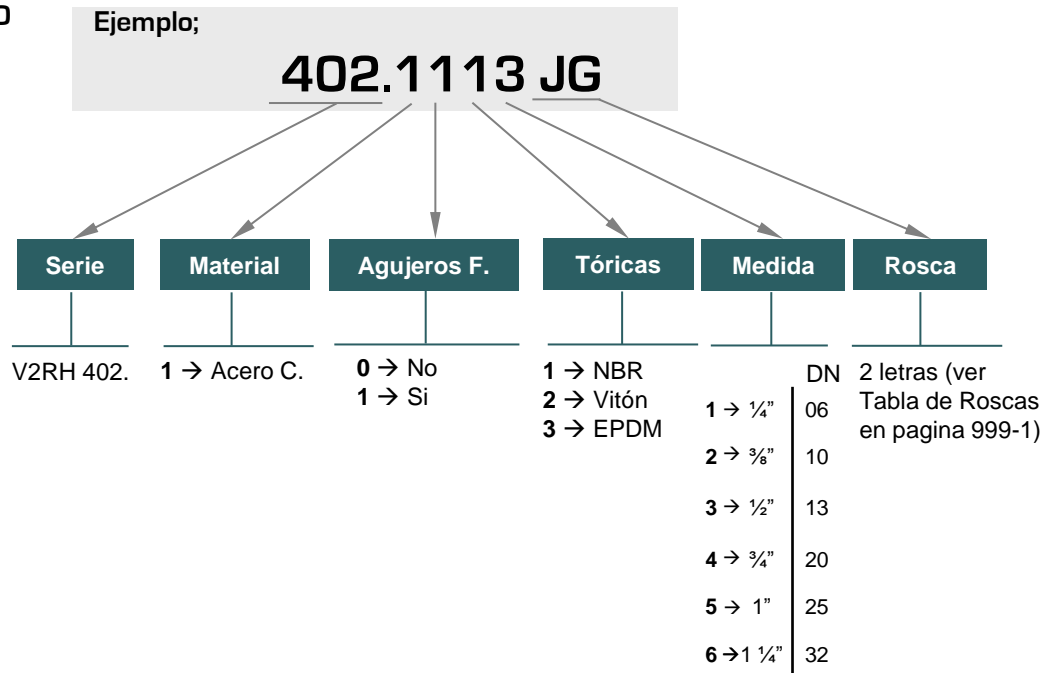 Ejemplo;
402.1113 JG
Serie
Material
Agujeros F.
Tóricas
Medida
Rosca
V2RH 402.
1 → Acero C.
0 → No
1 → Si
1 → NBR
2 → Vitón
3 → EPDM
DN
1 → ¼” 06
2 → ⅜” 10
3 → ½” 13
4 → ¾” 20
5 → 1” 25
6 →1 ¼” 32
2 letras (ver
Tabla de Roscas
en pagina 999-1)